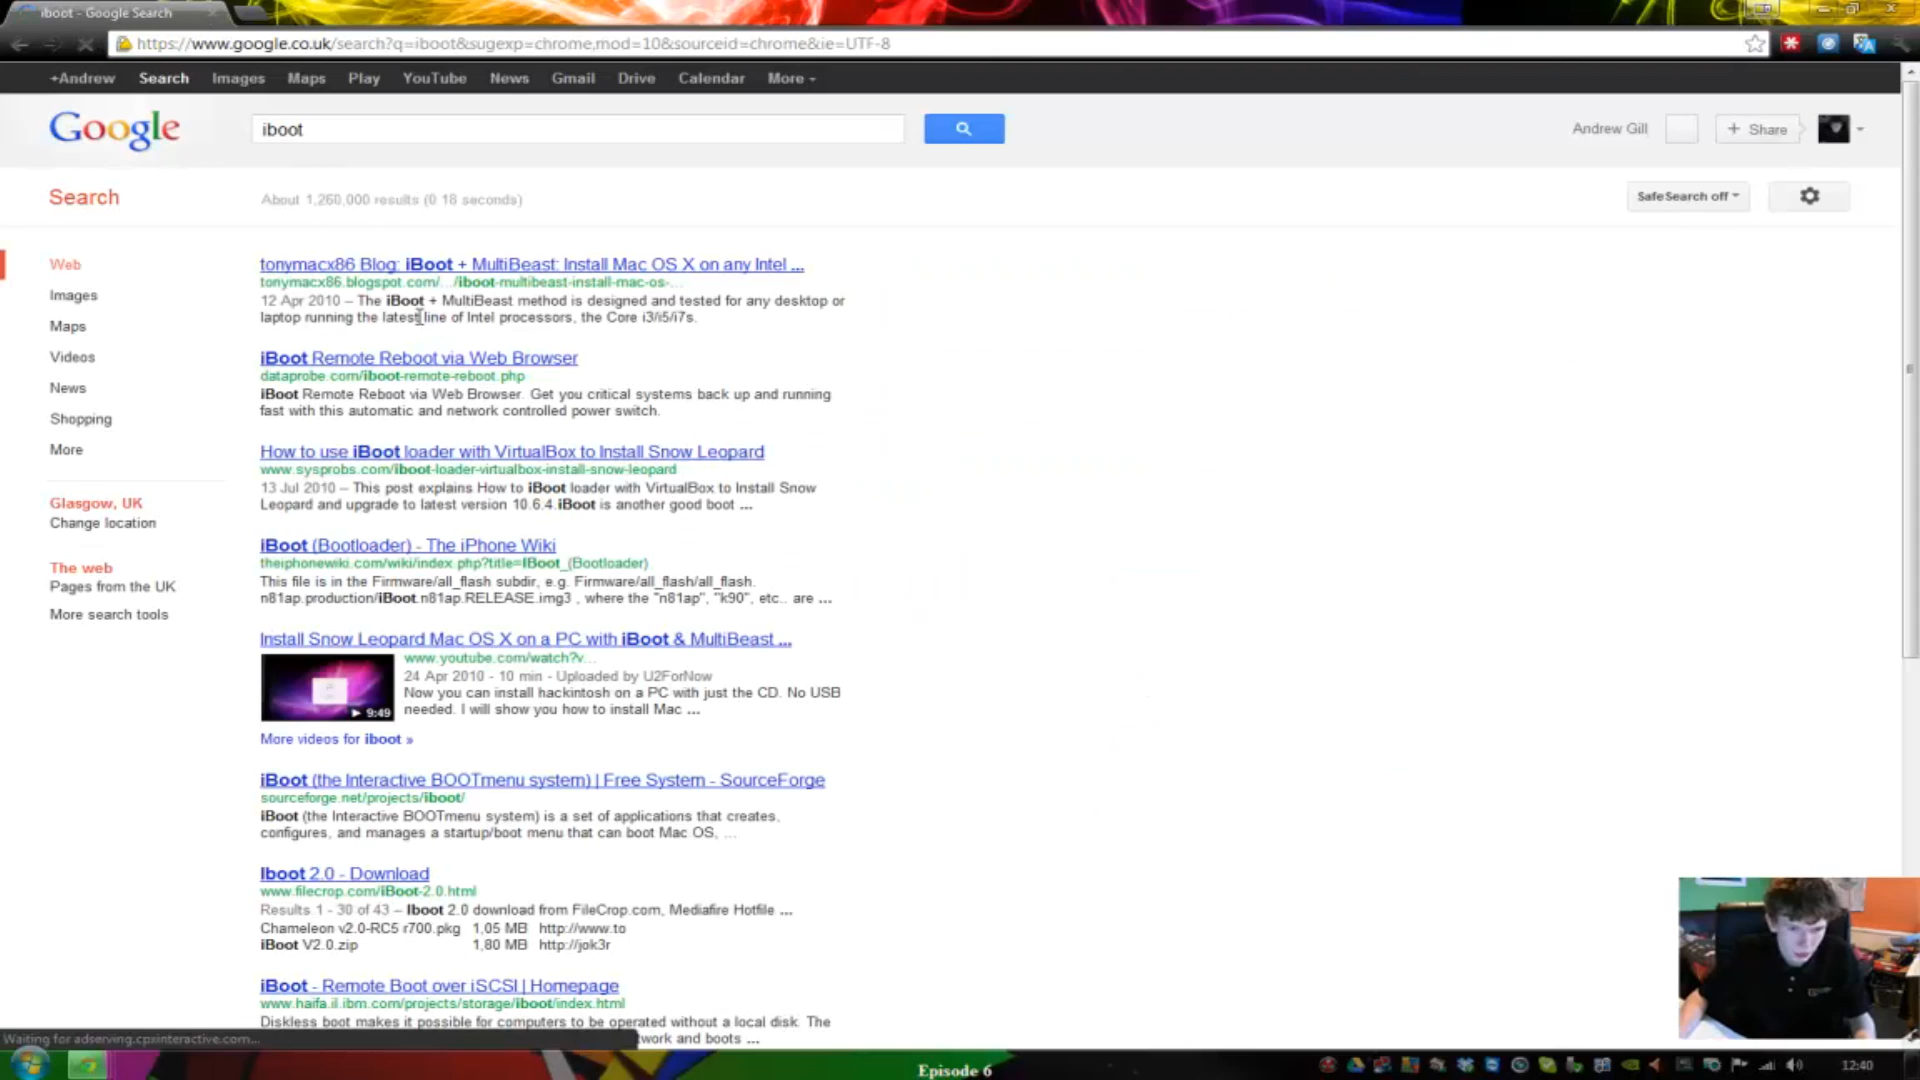 iboot - Google Search
https://www.google.co.uk/search?q=iboot&sugexp=chrome,mod=10&sourceid=chrome&ie=UTF-8
+Andrew Search Images Maps Play YouTube News Gmail Drive Calendar More
Google
iboot
Andrew Gill
+ Share
Search
About 1,260,000 results (0 18 seconds)
SafeSearch off
Web
Images
Maps
Videos
News
Shopping
More
Glasgow, UK
Change location
The web
Pages from the UK
More search tools
tonymacx86 Blog: iBoot + MultiBeast: Install Mac OS X on any Intel ...
tonymacx86.blogspot.com/.../iboot-multibeast-install-mac-os-...
12 Apr 2010 – The iBoot + MultiBeast method is designed and tested for any desktop or
laptop running the latest line of Intel processors, the Core i3/i5/i7s.
iBoot Remote Reboot via Web Browser
dataprobe.com/iboot-remote-reboot.php
iBoot Remote Reboot via Web Browser. Get you critical systems back up and running
fast with this automatic and network controlled power switch.
How to use iBoot loader with VirtualBox to Install Snow Leopard
www.sysprobs.com/iboot-loader-virtualbox-install-snow-leopard
13 Jul 2010 – This post explains How to iBoot loader with VirtualBox to Install Snow
Leopard and upgrade to latest version 10.6.4.iBoot is another good boot ...
iBoot (Bootloader) - The iPhone Wiki
theiphonewiki.com/wiki/index.php?title=IBoot_(Bootloader)
This file is in the Firmware/all_flash subdir, e.g. Firmware/all_flash/all_flash.
n81ap.production/iBoot.n81ap.RELEASE.img3 , where the "n81ap", "k90", etc.. are ...
Install Snow Leopard Mac OS X on a PC with iBoot & MultiBeast ...
www.youtube.com/watch?v...
24 Apr 2010 - 10 min - Uploaded by U2ForNow
Now you can install hackintosh on a PC with just the CD. No USB
needed. I will show you how to install Mac ...
9:49
More videos for iboot »
iBoot (the Interactive BOOTmenu system) | Free System - SourceForge
sourceforge.net/projects/iboot/
iBoot (the Interactive BOOTmenu system) is a set of applications that creates,
configures, and manages a startup/boot menu that can boot Mac OS, ...
Iboot 2.0 - Download
www.filecrop.com/iBoot-2.0.html
Results 1 - 30 of 43 – Iboot 2.0 download from FileCrop.com, Mediafire Hotfile ...
Chameleon v2.0-RC5 r700.pkg 1,05 MB http://www.to
iBoot V2.0.zip 1,80 MB http://jok3r
iBoot - Remote Boot over iSCSI | Homepage
www.haifa.il.ibm.com/projects/storage/iboot/index.html
Diskless boot makes it possible for computers to be operated without a local disk. The
twork and boots ...
Waiting for adserving.cpxinteractive.com...
Episode 6
12:40